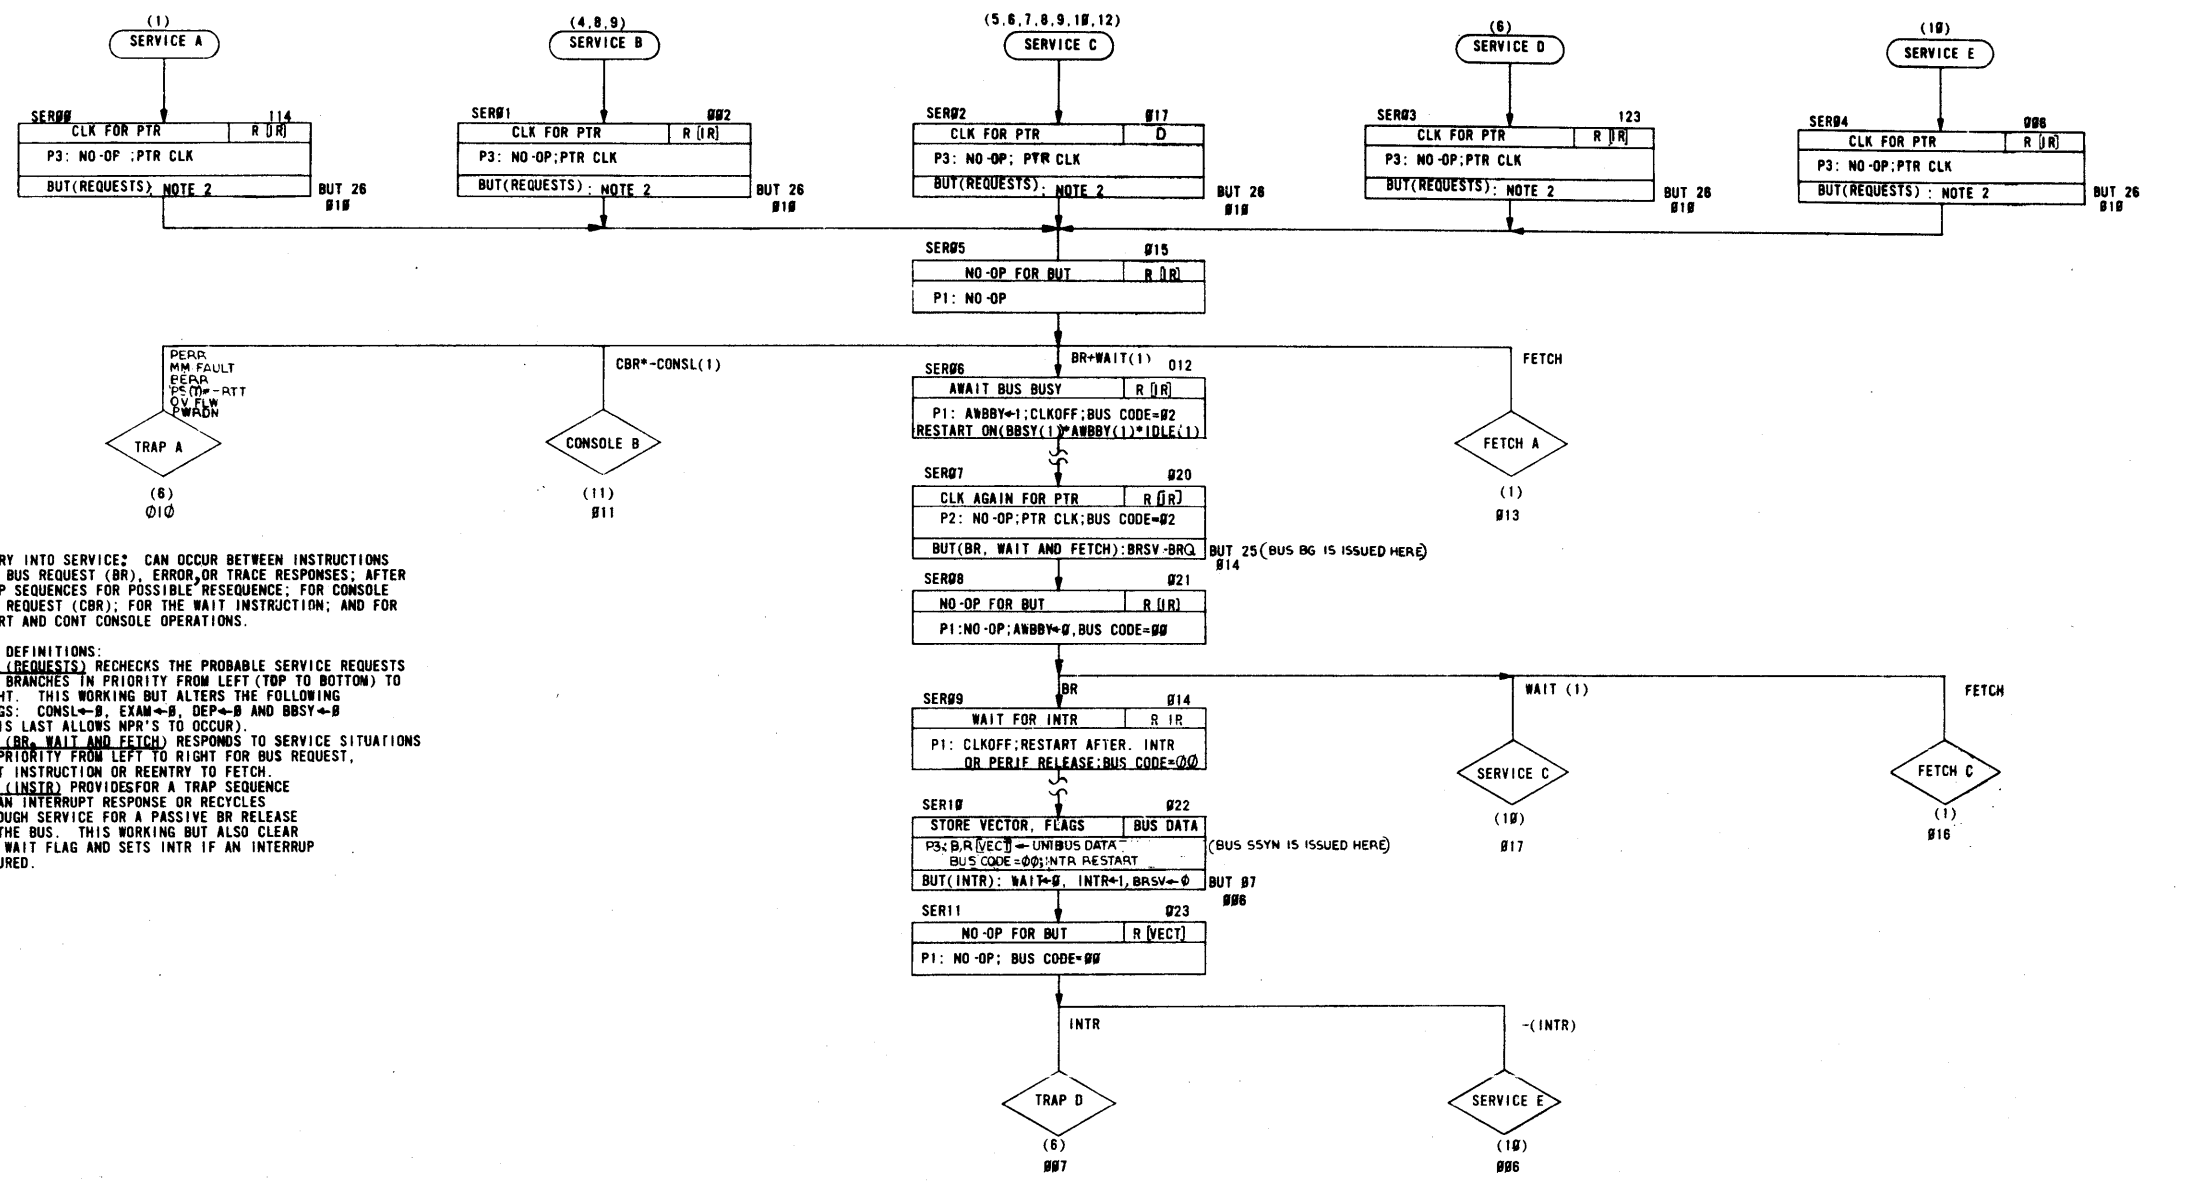 (1)
SERVICE A
(4,8,9)
SERVICE B
(5,6,7,8,9,10,12)
SERVICE C
(6)
SERVICE D
(10)
SERVICE E
SER00 114
CLK FOR PTR R [IR]
P3: NO-OP ;PTR CLK
BUT(REQUESTS): NOTE 2
BUT 26
010
SER01 002
CLK FOR PTR R [IR]
P3: NO-OP;PTR CLK
BUT(REQUESTS): NOTE 2
BUT 26
010
SER02 017
CLK FOR PTR D
P3: NO-OP; PTR CLK
BUT(REQUESTS): NOTE 2
BUT 26
010
SER03 123
CLK FOR PTR R [IR]
P3: NO-OP;PTR CLK
BUT(REQUESTS): NOTE 2
BUT 26
010
SER04 006
CLK FOR PTR R [IR]
P3: NO-OP;PTR CLK
BUT(REQUESTS): NOTE 2
BUT 26
010
SER05 015
NO-OP FOR BUT R [IR]
P1: NO-OP
PERR
MM FAULT
BERR
PS(T)*-RTT
OV FLW
PWRDN
TRAP A
(6)
010
CBR*-CONSL(1)
CONSOLE B
(11)
011
BR+WAIT(1)
SER06 012
AWAIT BUS BUSY R [IR]
P1: AWBBY←1;CLKOFF;BUS CODE=02
RESTART ON(BBSY(1)*AWBBY(1)*IDLE(1)
FETCH
FETCH A
(1)
013
SER07 020
CLK AGAIN FOR PTR R [IR]
P2: NO-OP;PTR CLK;BUS CODE=02
BUT(BR, WAIT AND FETCH):BRSV-BRQ
BUT 25(BUS BG IS ISSUED HERE)
014
SER08 021
NO-OP FOR BUT R [IR]
P1:NO-OP;AWBBY←0,BUS CODE=00
BR
SER09 014
WAIT FOR INTR R IR
P1: CLKOFF;RESTART AFTER. INTR
OR PERIF RELEASE;BUS CODE=00
WAIT (1)
SERVICE C
(10)
017
FETCH
FETCH C
(1)
016
SER10 022
STORE VECTOR, FLAGS BUS DATA
P3: B,R[VECT] ← UNIBUS DATA
BUS CODE=00;INTR RESTART
(BUS SSYN IS ISSUED HERE)
BUT(INTR): WAIT←0, INTR←1,BRSV←0
BUT 07
006
SER11 023
NO-OP FOR BUT R [VECT]
P1: NO-OP; BUS CODE=00
INTR
TRAP D
(6)
007
-(INTR)
SERVICE E
(10)
006
RY INTO SERVICE: CAN OCCUR BETWEEN INSTRUCTIONS
BUS REQUEST (BR), ERROR,OR TRACE RESPONSES; AFTER
P SEQUENCES FOR POSSIBLE RESEQUENCE; FOR CONSOLE
REQUEST (CBR); FOR THE WAIT INSTRUCTION; AND FOR
RT AND CONT CONSOLE OPERATIONS.
DEFINITIONS:
(REQUESTS) RECHECKS THE PROBABLE SERVICE REQUESTS
BRANCHES IN PRIORITY FROM LEFT (TOP TO BOTTOM) TO
HT. THIS WORKING BUT ALTERS THE FOLLOWING
GS: CONSL←0, EXAM←0, DEP←0 AND BBSY←0
IS LAST ALLOWS NPR'S TO OCCUR).
(BR, WAIT AND FETCH) RESPONDS TO SERVICE SITUATIONS
PRIORITY FROM LEFT TO RIGHT FOR BUS REQUEST,
T INSTRUCTION OR REENTRY TO FETCH.
(INSTR) PROVIDESFOR A TRAP SEQUENCE
AN INTERRUPT RESPONSE OR RECYCLES
OUGH SERVICE FOR A PASSIVE BR RELEASE
THE BUS. THIS WORKING BUT ALSO CLEAR
WAIT FLAG AND SETS INTR IF AN INTERRUP
URED.